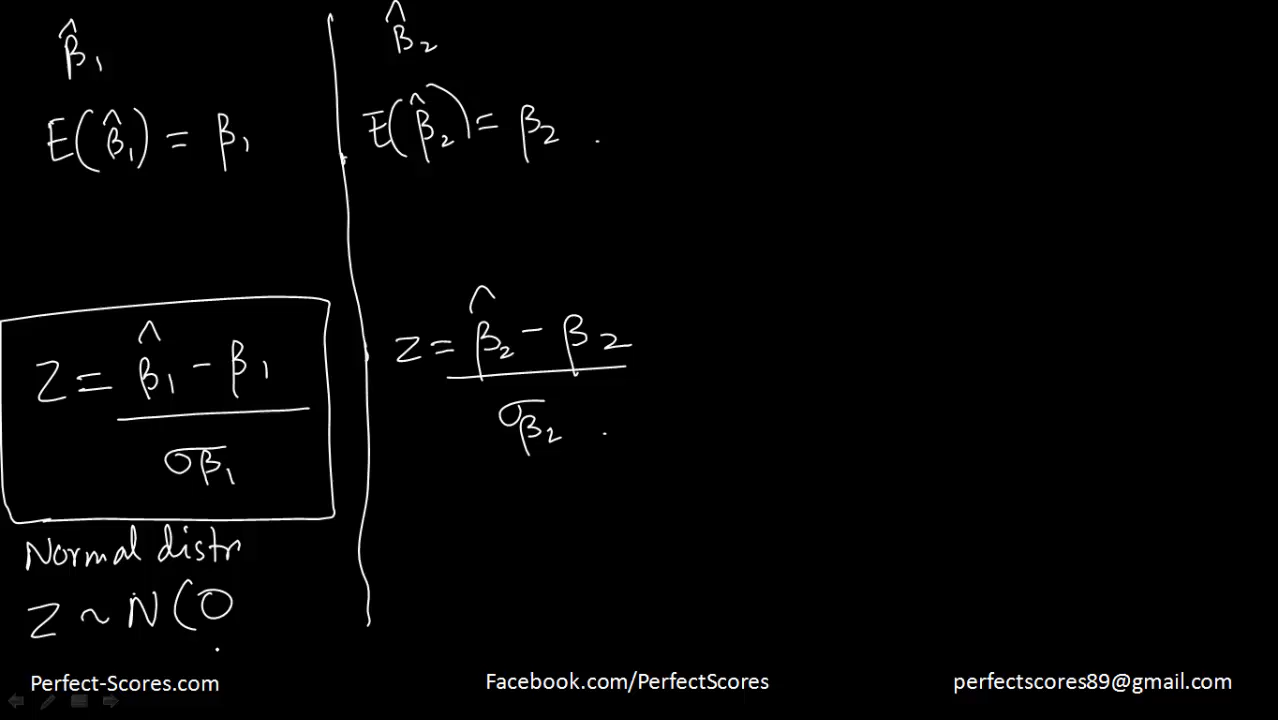 β̂₁
E(β̂₁) = β₁
Z = β̂₁ - β₁
σβ₁
Normal distr
Z ~ N(0
β̂₂
E(β̂₂) = β₂ .
Z = β̂₂ - β₂
σβ₂ .
Perfect-Scores.com
Facebook.com/PerfectScores
perfectscores89@gmail.com